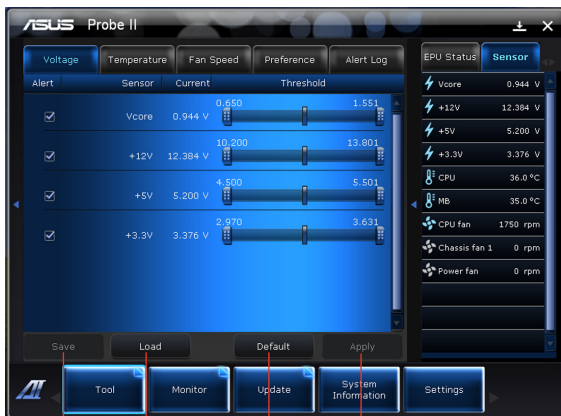 ASUS Probe II
Voltage Temperature Fan Speed Preference Alert Log
EPU Status Sensor
Alert Sensor Current Threshold
Vcore 0.944 V 0.650 1.551
+12V 12.384 V 10.200 13.801
+5V 5.200 V 4.500 5.501
+3.3V 3.376 V 2.970 3.631
Vcore 0.944 V
+12V 12.384 V
+5V 5.200 V
+3.3V 3.376 V
CPU 36.0 ºC
MB 35.0 ºC
CPU fan 1750 rpm
Chassis fan 1 0 rpm
Power fan 0 rpm
Save Load Default Apply
AI Tool Monitor Update System
Information
Settings